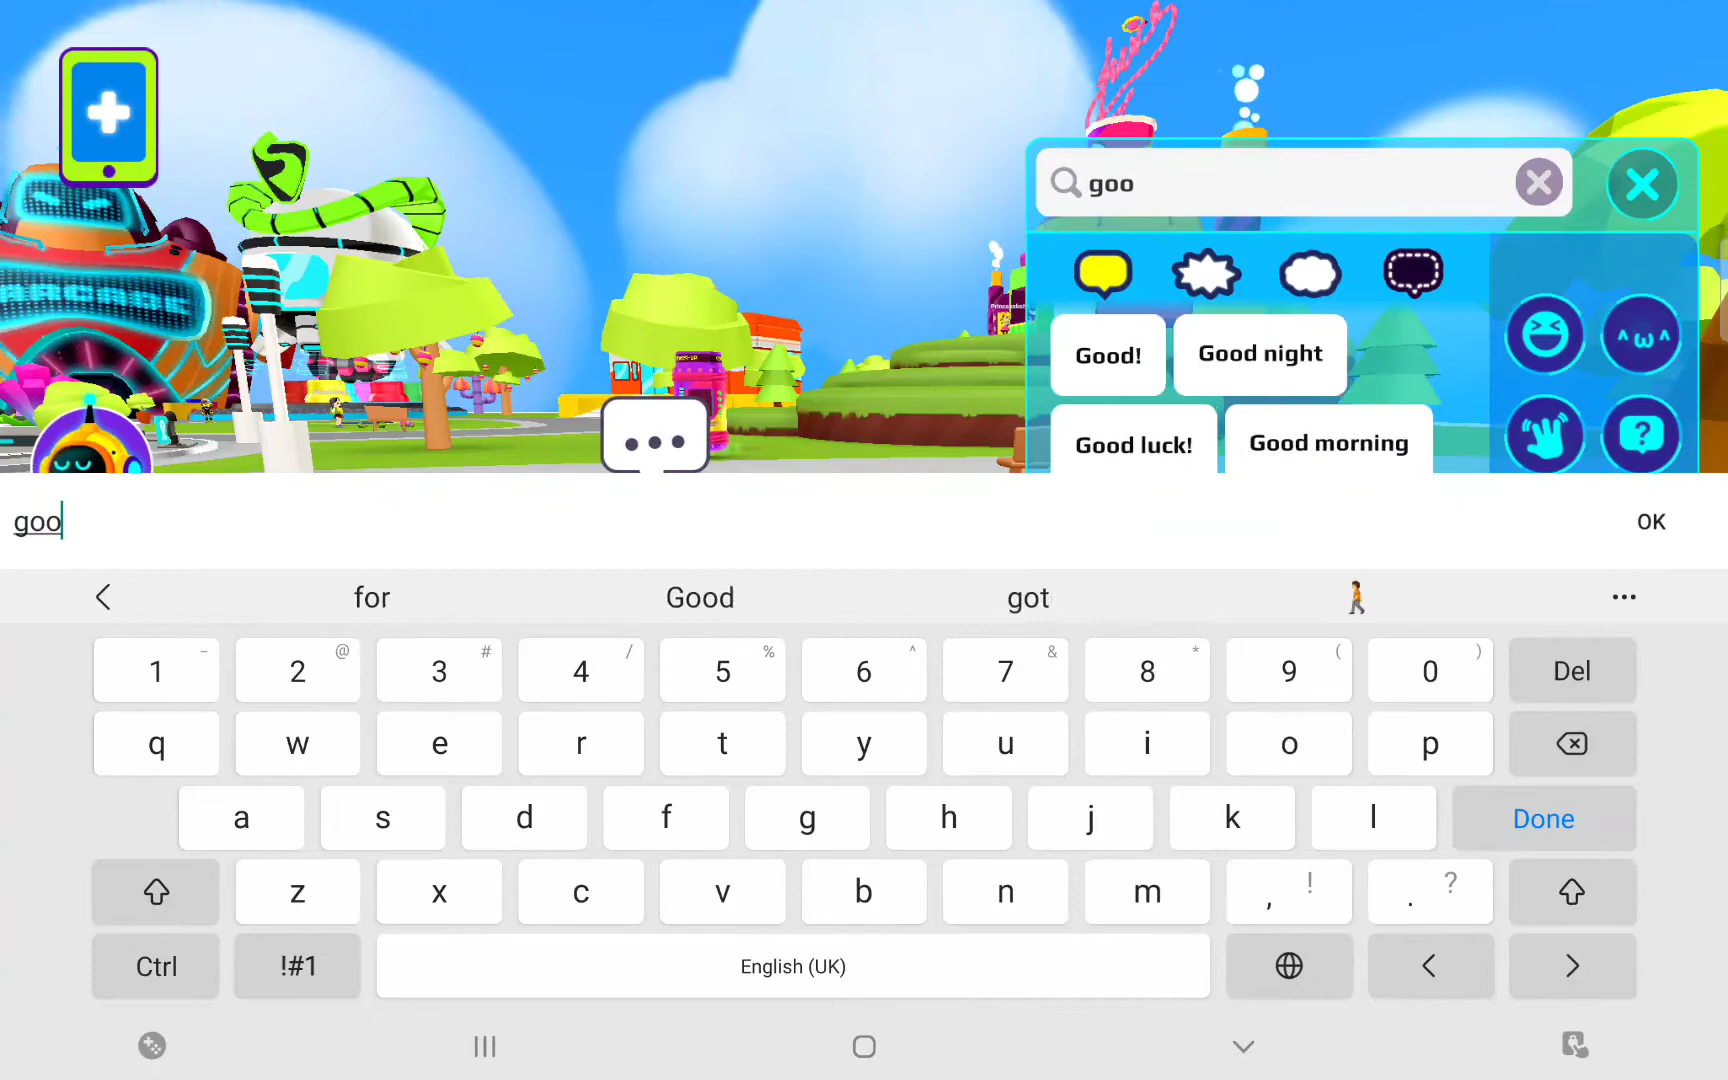 goo
^ω^
Good!
Good night
Good luck!
Good morning
?
goo
OK
for
Good
got
1 - 2 @ 3 # 4 / 5 % 6 ^ 7 & 8 * 9 ( 0 ) Del
q w e r t y u i o p
a s d f g h j k l Done
z x c v b n m , ! . ?
Ctrl !#1 English (UK) < >